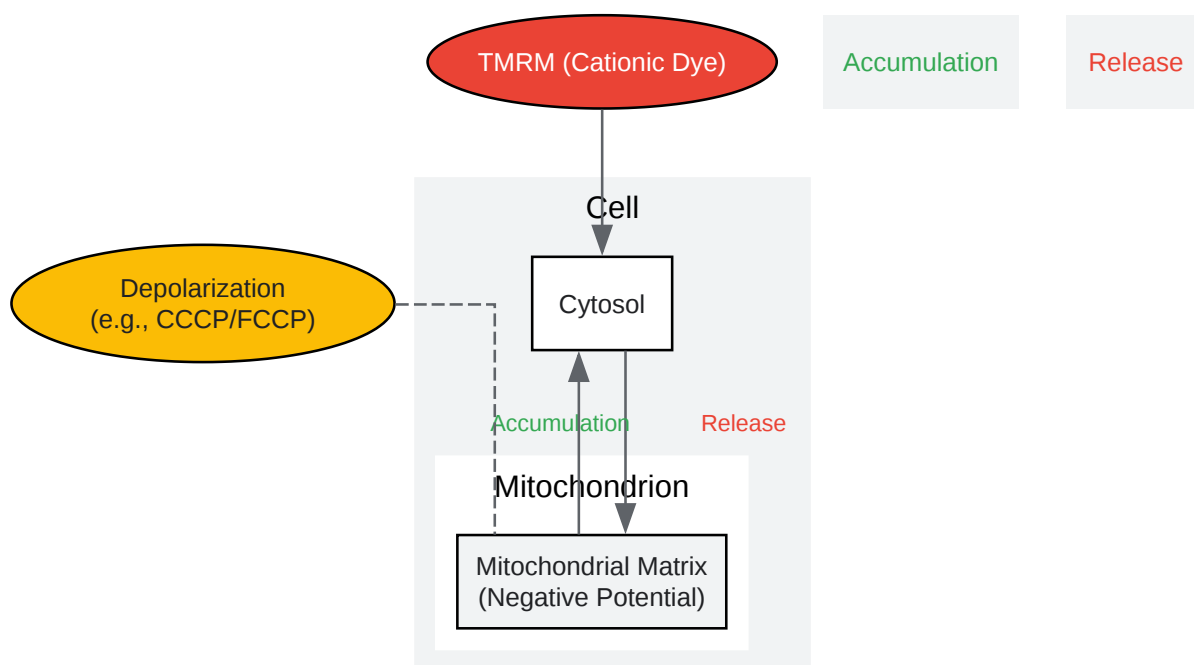 TMRM (Cationic Dye)
Accumulation
Release
Cell
Depolarization
(e.g., CCCP/FCCP)
Cytosol
Accumulation
Release
Mitochondrion
Mitochondrial Matrix
(Negative Potential)